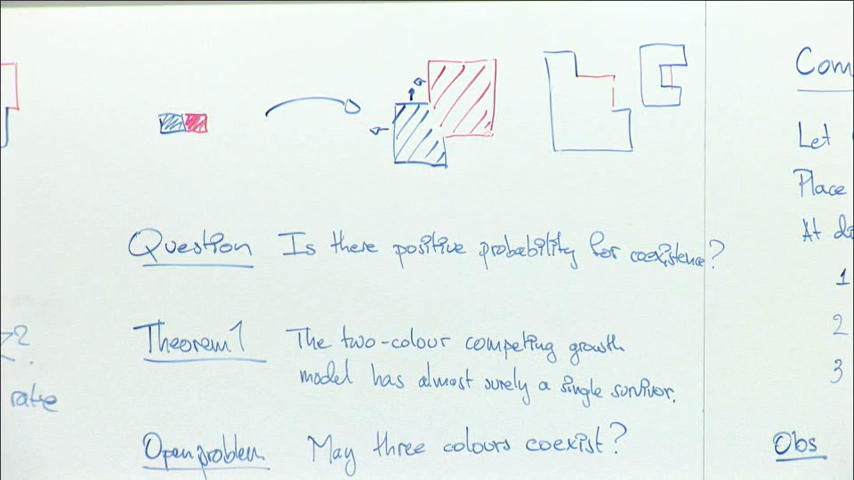 Question Is there positive probability for coexistence?
Theorem 1 The two-colour competing growth
model has almost surely a single survivor.
Open problem May three colours coexist?
2
rate
Com
Let
Place
At
1
2
3
Obs